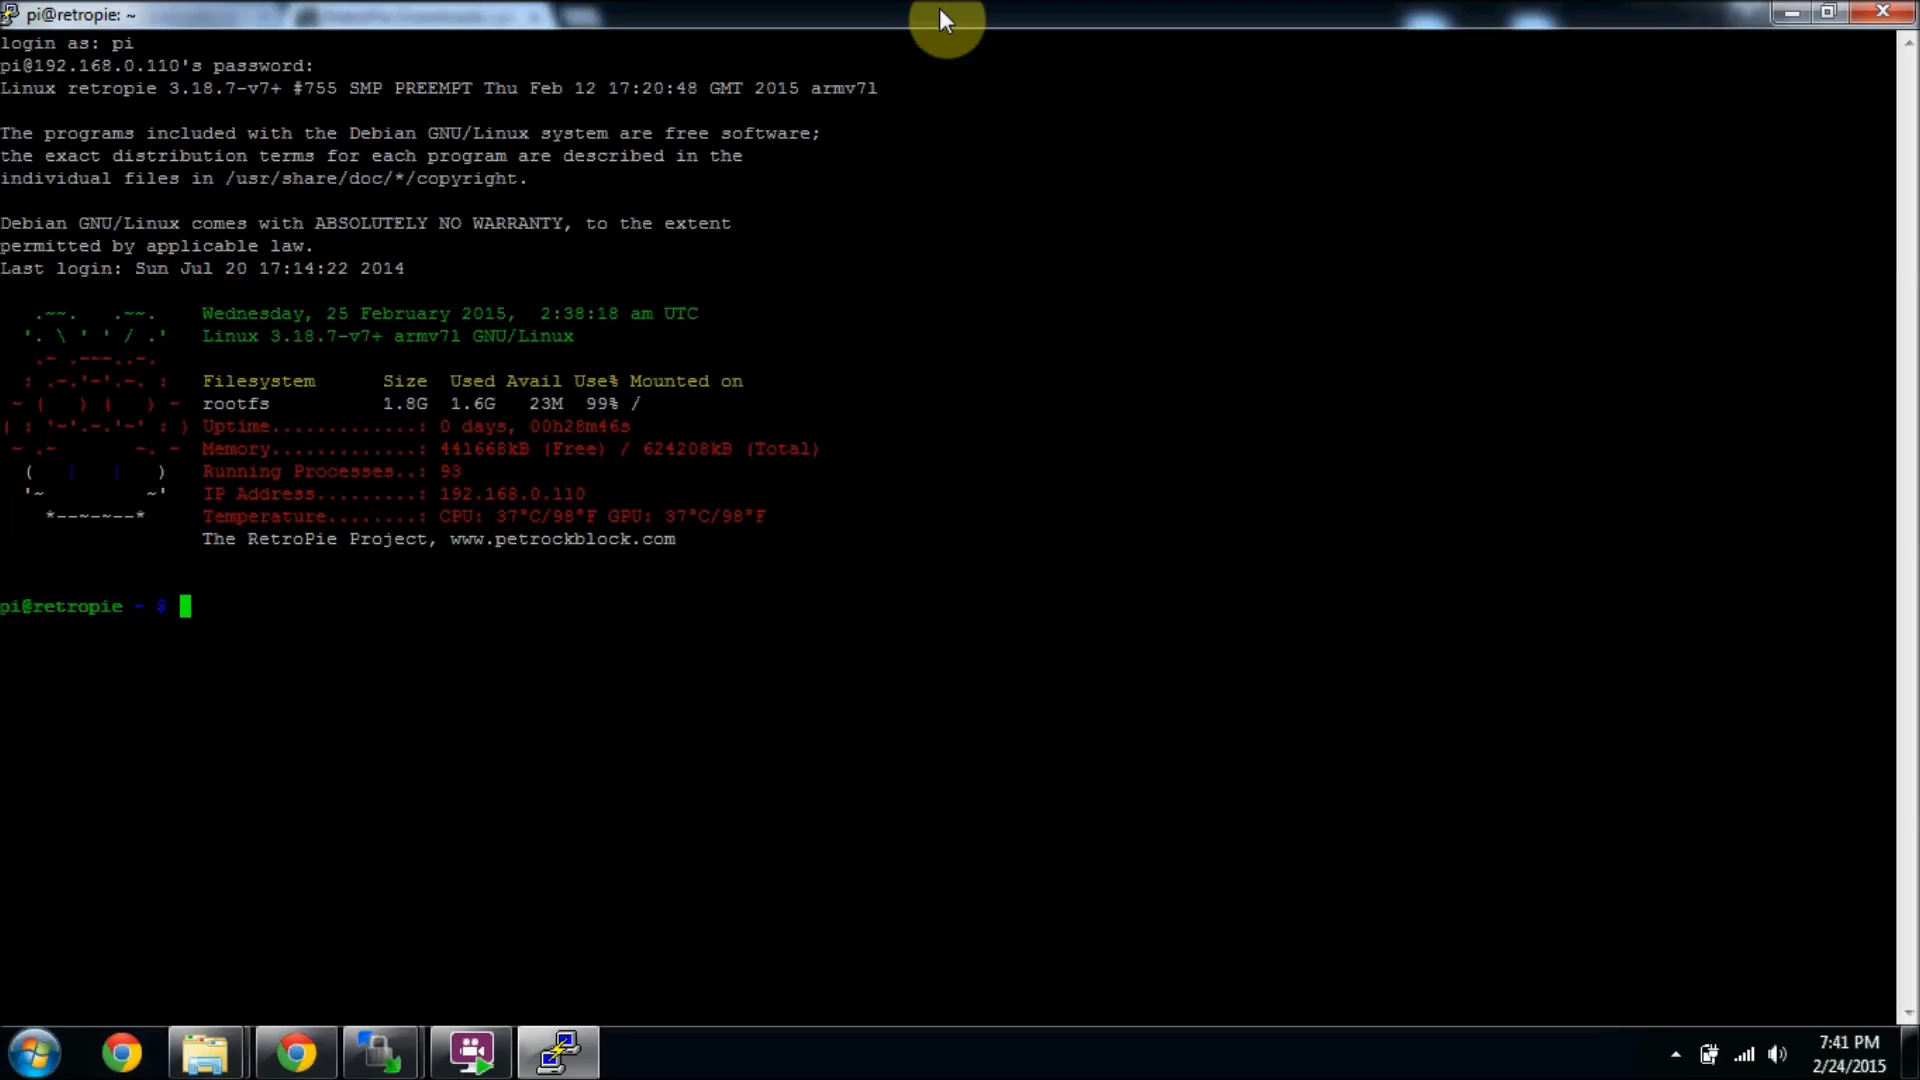 pi@retropie: ~
login as: pi
pi@192.168.0.110's password:
Linux retropie 3.18.7-v7+ #755 SMP PREEMPT Thu Feb 12 17:20:48 GMT 2015 armv7l
The programs included with the Debian GNU/Linux system are free software;
the exact distribution terms for each program are described in the
individual files in /usr/share/doc/*/copyright.
Debian GNU/Linux comes with ABSOLUTELY NO WARRANTY, to the extent
permitted by applicable law.
Last login: Sun Jul 20 17:14:22 2014
Wednesday, 25 February 2015,  2:38:18 am UTC
Linux 3.18.7-v7+ armv7l GNU/Linux
Filesystem      Size  Used Avail Use% Mounted on
rootfs          1.8G  1.6G   23M  99% /
Uptime.............: 0 days, 00h28m46s
Memory.............: 441668kB (Free) / 624208kB (Total)
Running Processes..: 93
IP Address.........: 192.168.0.110
Temperature........: CPU: 37°C/98°F GPU: 37°C/98°F
The RetroPie Project, www.petrockblock.com
pi@retropie ~ $
7:41 PM
2/24/2015